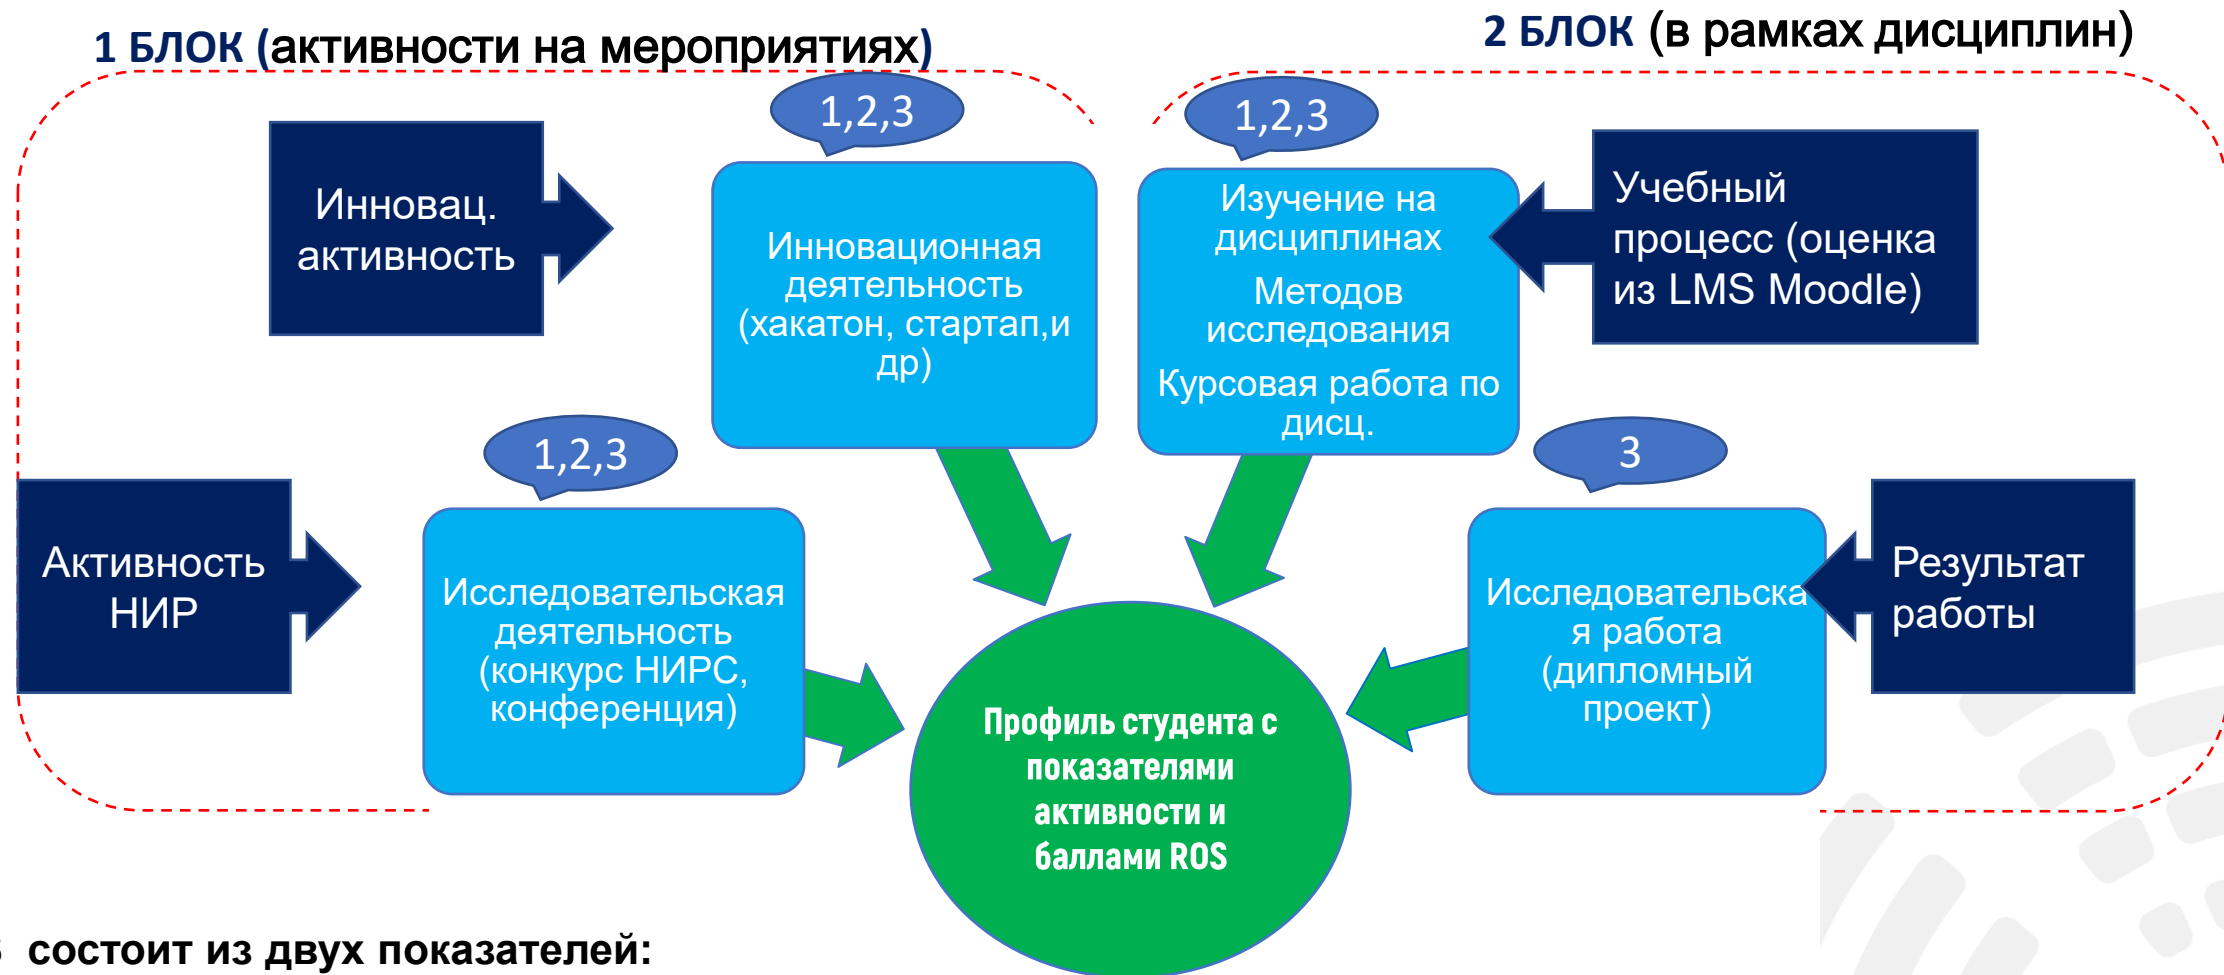 1 БЛОК (активности на мероприятиях)
2 БЛОК (в рамках дисциплин)
1,2,3
1,2,3
Инновац.
активность
Инновационная
деятельность
(хакатон, стартап,и
др)
Изучение на
дисциплинах
Методов
исследования
Курсовая работа по
дисц.
Учебный
процесс (оценка
из LMS Moodle)
1,2,3
3
Активность
НИР
Исследовательская
деятельность
(конкурс НИРС,
конференция)
Исследовательска
я работа
(дипломный
проект)
Результат
работы
Профиль студента с
показателями
активности и
баллами ROS
состоит из двух показателей: